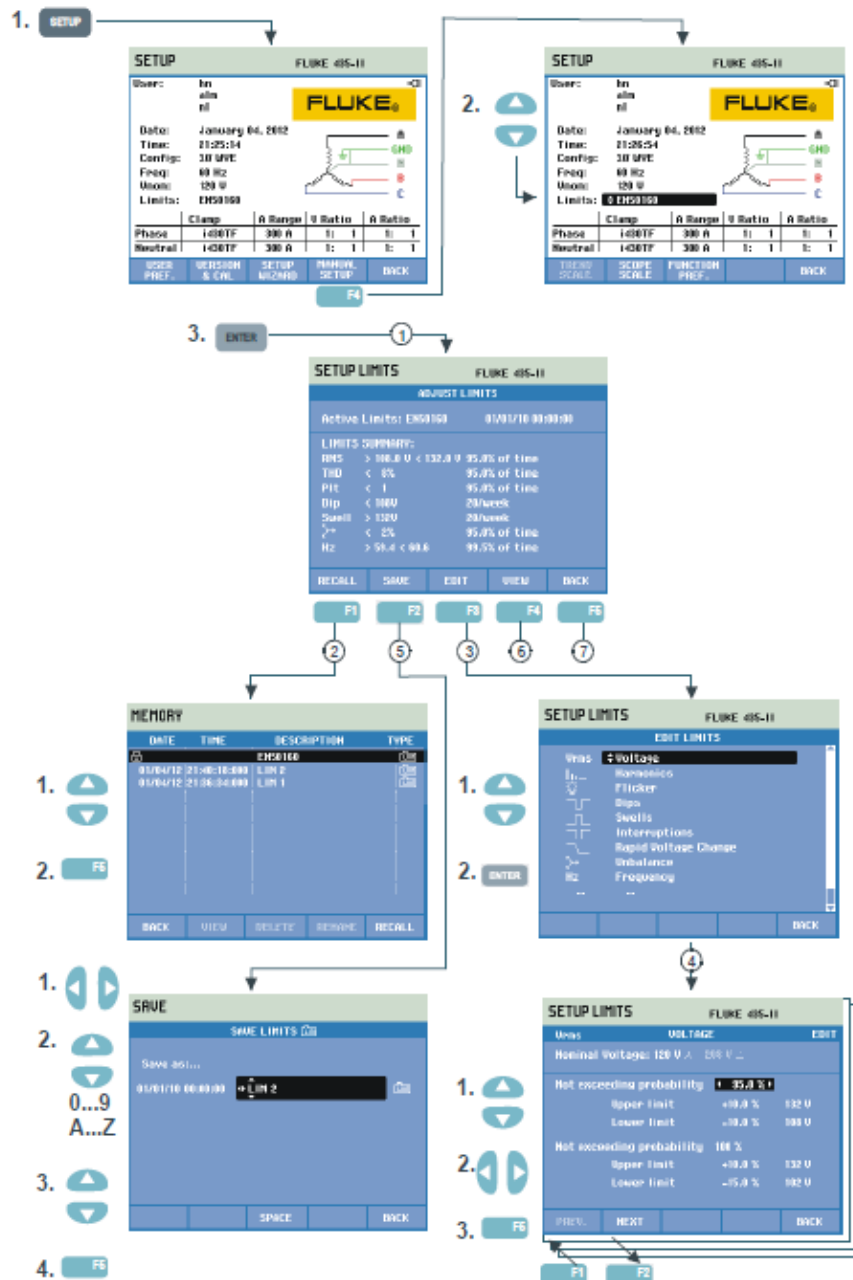 1. SETUP
SETUP FLUKE 435-II
User: hn
elm
nl
FLUKE®
Date: January 04, 2012
Time: 21:25:14
Config: 3Ø WYE
Freq: 60 Hz
Vnom: 120 V
Limits: EN50160
A
GND
N
B
C
Clamp A Range V Ratio A Ratio
Phase i430TF 300 A 1: 1 1: 1
Neutral i430TF 300 A 1: 1 1: 1
USER PREF. VERSION & CAL SETUP WIZARD MANUAL SETUP BACK
F4
2.
SETUP FLUKE 435-II
User: hn
elm
nl
FLUKE®
Date: January 04, 2012
Time: 21:26:54
Config: 3Ø WYE
Freq: 60 Hz
Vnom: 120 V
Limits: EN50160
A
GND
N
B
C
Clamp A Range V Ratio A Ratio
Phase i430TF 300 A 1: 1 1: 1
Neutral i430TF 300 A 1: 1 1: 1
TREND SCALE SCOPE SCALE FUNCTION PREF. BACK
3. ENTER 1
SETUP LIMITS FLUKE 435-II
ADJUST LIMITS
Active Limits: EN50160 01/01/10 00:00:00
LIMITS SUMMARY:
RMS > 108.0 V < 132.0 V 95.0% of time
THD < 8% 95.0% of time
Plt < 1 95.0% of time
Dip < 108V 20/week
Swell > 132V 20/week
< 2% 95.0% of time
Hz > 59.4 < 60.6 99.5% of time
RECALL SAVE EDIT VIEW BACK
F1 F2 F3 F4 F5
2 5 3 6 7
MEMORY
DATE TIME DESCRIPTION TYPE
EN50160
01/04/12 LIM 2
01/04/12 LIM 1
1.
2. F5
BACK VIEW DELETE RENAME RECALL
SETUP LIMITS FLUKE 435-II
EDIT LIMITS
Vrms Voltage
Harmonics
Flicker
Dips
Swells
Interruptions
Rapid Voltage Change
Unbalance
Hz Frequency
-- --
1.
2. ENTER
BACK
4
1.
2.
0...9
A...Z
3.
4. F5
SAVE
SAVE LIMITS
Save as:...
01/01/10 00:00:00 LIM 2
SPACE BACK
SETUP LIMITS FLUKE 435-II
Vrms VOLTAGE EDIT
Nominal Voltage: 120 V 208 V
Not exceeding probability 95.0 %
Upper limit +10.0 % 132 V
Lower limit -10.0 % 108 V
Not exceeding probability 100 %
Upper limit +10.0 % 132 V
Lower limit -15.0 % 102 V
1.
2.
3. F5
PREV. NEXT BACK
F1 F2